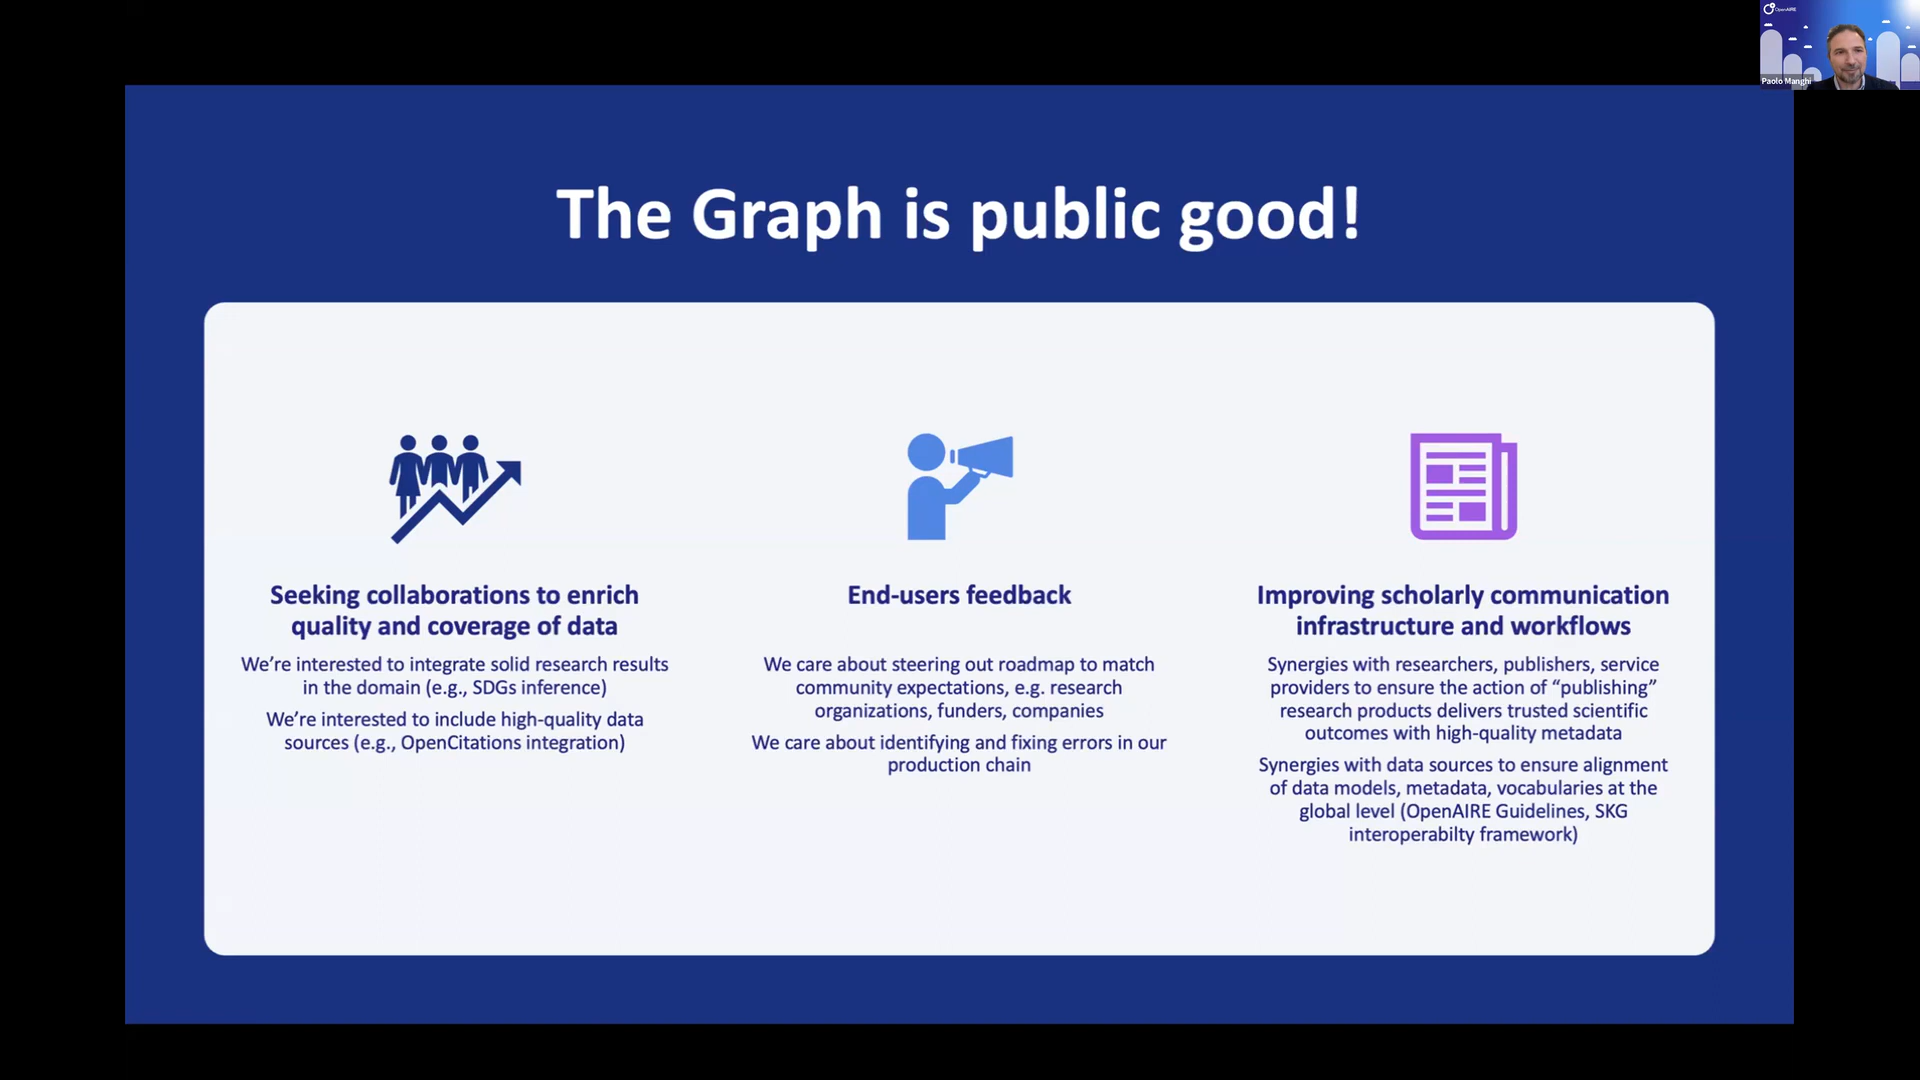 OpenAIRE
Paolo Manghi
The Graph is public good!
Seeking collaborations to enrich
quality and coverage of data
We’re interested to integrate solid research results
in the domain (e.g., SDGs inference)
We’re interested to include high-quality data
sources (e.g., OpenCitations integration)
End-users feedback
We care about steering out roadmap to match
community expectations, e.g. research
organizations, funders, companies
We care about identifying and fixing errors in our
production chain
Improving scholarly communication
infrastructure and workflows
Synergies with researchers, publishers, service
providers to ensure the action of “publishing”
research products delivers trusted scientific
outcomes with high-quality metadata
Synergies with data sources to ensure alignment
of data models, metadata, vocabularies at the
global level (OpenAIRE Guidelines, SKG
interoperabilty framework)